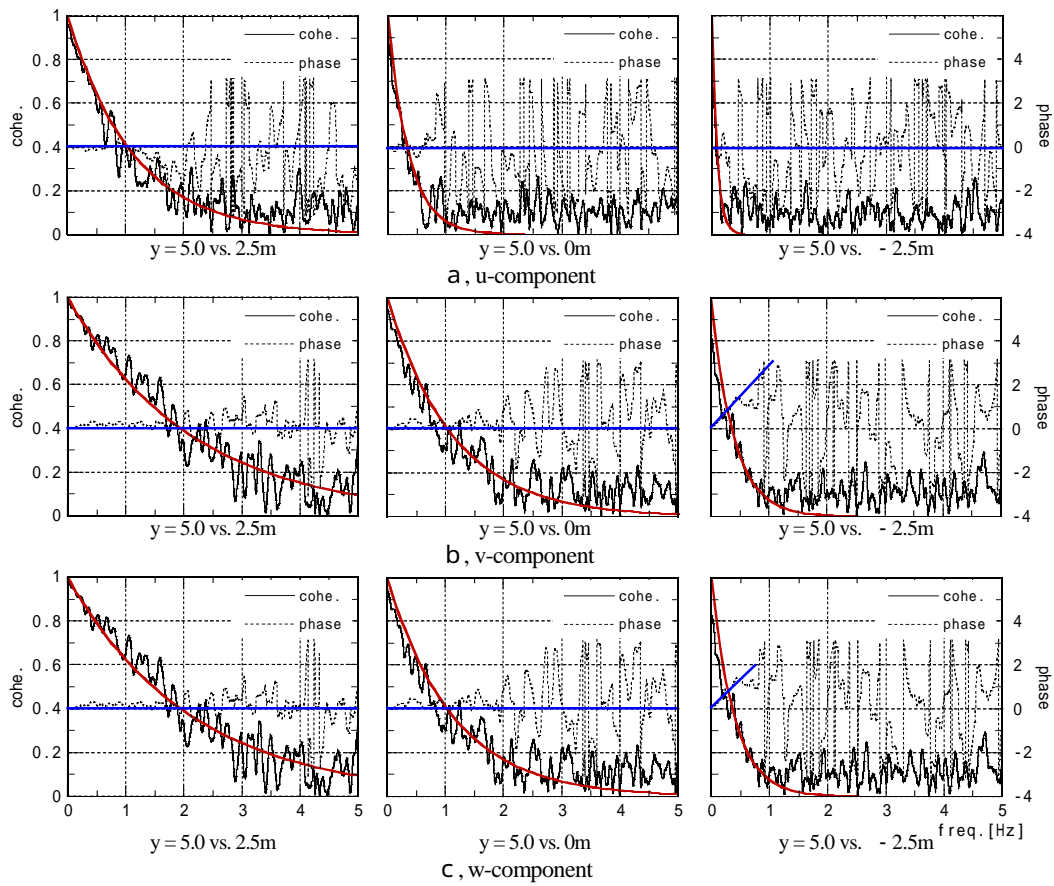 1
0.8
0.6
0.4
0.2
0
cohe.
cohe.
phase
cohe.
phase
cohe.
phase
4
2
0
-2
-4
phase
y = 5.0 vs. 2.5m
y = 5.0 vs. 0m
y = 5.0 vs. - 2.5m
a , u-component
1
0.8
0.6
0.4
0.2
0
cohe.
cohe.
phase
cohe.
phase
cohe.
phase
4
2
0
-2
-4
phase
y = 5.0 vs. 2.5m
y = 5.0 vs. 0m
y = 5.0 vs. - 2.5m
b , v-component
1
0.8
0.6
0.4
0.2
0
cohe.
cohe.
phase
cohe.
phase
cohe.
phase
4
2
0
-2
-4
phase
0 1 2 3 4 5
0 1 2 3 4 5
0 1 2 3 4 5
freq.[Hz]
y = 5.0 vs. 2.5m
y = 5.0 vs. 0m
y = 5.0 vs. - 2.5m
c , w-component